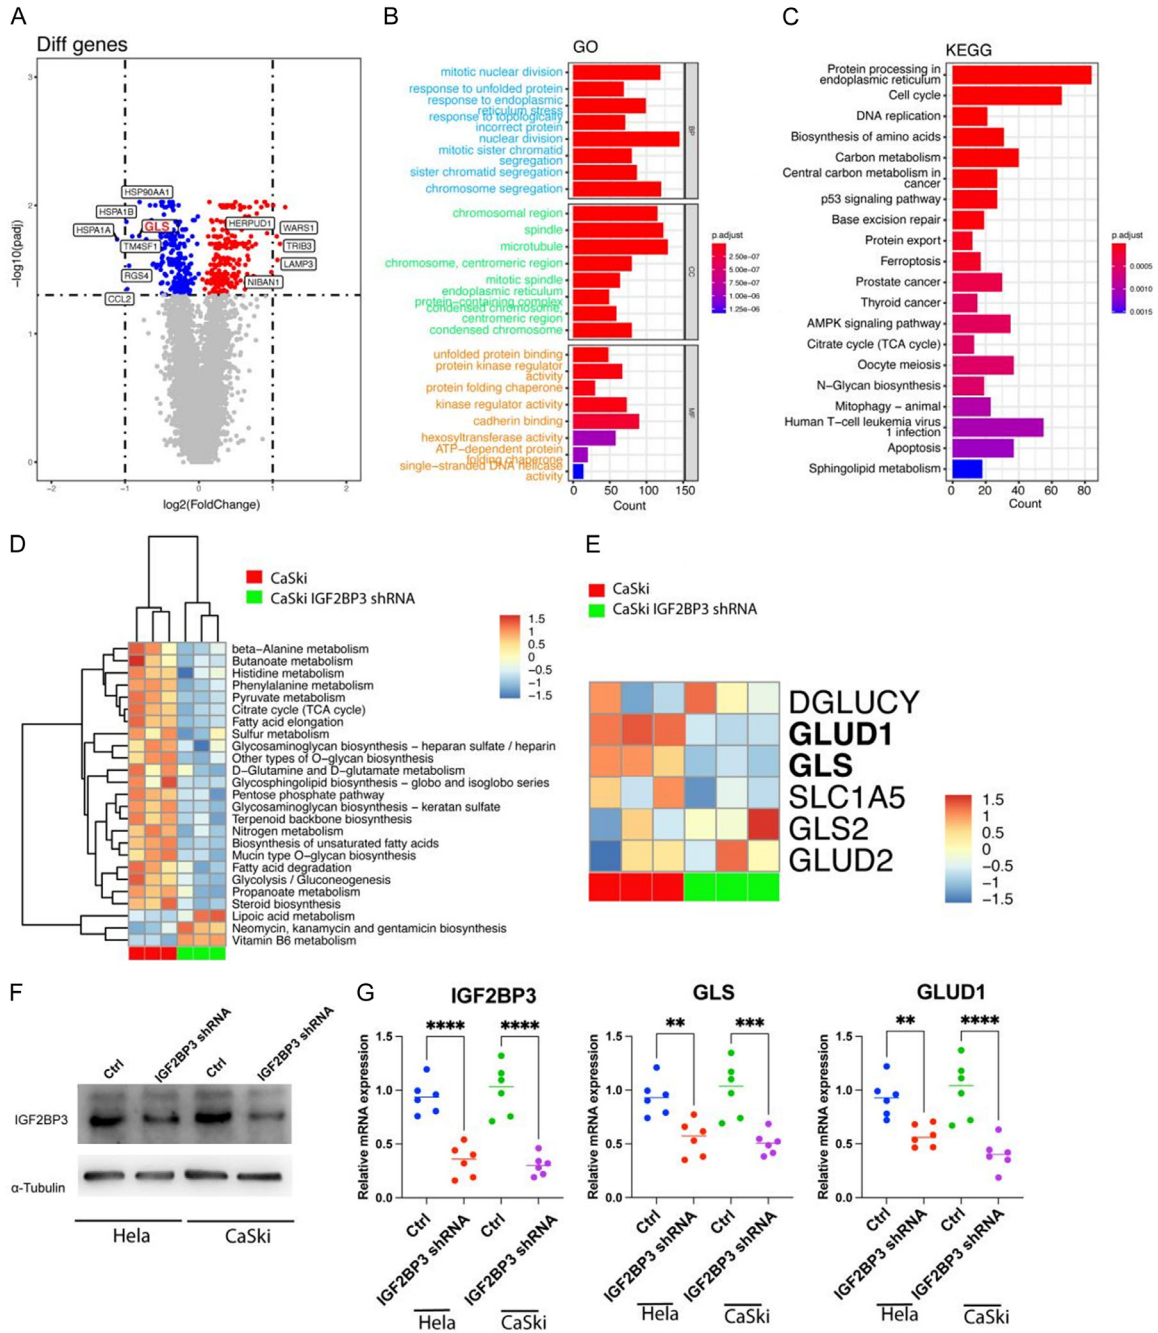 A
Diff genes
3
2
1
0
-log10(padj)
HSP90AA1
HSPA1B
GLS
HSPA1A
TM4SF1
RGS4
CCL2
HERPUD1
WARS1
TRIB3
LAMP3
NIBAN1
−2
−1
0
1
2
log2(FoldChange)
B
GO
mitotic nuclear division
response to unfolded protein
response to endoplasmic
reticulum stress
response to topologically
incorrect protein
nuclear division
mitotic sister chromatid
segregation
sister chromatid segregation
chromosome segregation
BP
chromosomal region
spindle
microtubule
chromosome, centromeric region
mitotic spindle
endoplasmic reticulum
protein−containing complex
condensed chromosome,
centromeric region
condensed chromosome
CC
unfolded protein binding
protein kinase regulator
activity
protein folding chaperone
kinase regulator activity
cadherin binding
hexosyltransferase activity
ATP−dependent protein
folding chaperone
single−stranded DNA helicase
activity
MF
0 50 100 150
Count
p.adjust
2.50e−07
5.00e−07
7.50e−07
1.00e−06
1.25e−06
C
KEGG
Protein processing in
endoplasmic reticulum
Cell cycle
DNA replication
Biosynthesis of amino acids
Carbon metabolism
Central carbon metabolism in
cancer
p53 signaling pathway
Base excision repair
Protein export
Ferroptosis
Prostate cancer
Thyroid cancer
AMPK signaling pathway
Citrate cycle (TCA cycle)
Oocyte meiosis
N−Glycan biosynthesis
Mitophagy − animal
Human T−cell leukemia virus
1 infection
Apoptosis
Sphingolipid metabolism
0 20 40 60 80
Count
p.adjust
0.0005
0.0010
0.0015
D
CaSki
CaSki IGF2BP3 shRNA
1.5
1
0.5
0
−0.5
−1
−1.5
beta−Alanine metabolism
Butanoate metabolism
Histidine metabolism
Phenylalanine metabolism
Pyruvate metabolism
Citrate cycle (TCA cycle)
Fatty acid elongation
Sulfur metabolism
Glycosaminoglycan biosynthesis − heparan sulfate / heparin
Other types of O−glycan biosynthesis
D−Glutamine and D−glutamate metabolism
Glycosphingolipid biosynthesis − globo and isoglobo series
Pentose phosphate pathway
Glycosaminoglycan biosynthesis − keratan sulfate
Terpenoid backbone biosynthesis
Nitrogen metabolism
Biosynthesis of unsaturated fatty acids
Mucin type O−glycan biosynthesis
Fatty acid degradation
Glycolysis / Gluconeogenesis
Propanoate metabolism
Steroid biosynthesis
Lipoic acid metabolism
Neomycin, kanamycin and gentamicin biosynthesis
Vitamin B6 metabolism
E
CaSki
CaSki IGF2BP3 shRNA
DGLUCY
GLUD1
GLS
SLC1A5
GLS2
GLUD2
1.5
1
0.5
0
−0.5
−1
−1.5
F
Ctrl
IGF2BP3 shRNA
Ctrl
IGF2BP3 shRNA
IGF2BP3
α-Tubulin
Hela
CaSki
G
IGF2BP3
**** ****
Relative mRNA expression
1.5
1.0
0.5
0.0
Ctrl
IGF2BP3 shRNA
Ctrl
IGF2BP3 shRNA
Hela
CaSki
GLS
** ***
Relative mRNA expression
1.5
1.0
0.5
0.0
Ctrl
IGF2BP3 shRNA
Ctrl
IGF2BP3 shRNA
Hela
CaSki
GLUD1
** ****
Relative mRNA expression
1.5
1.0
0.5
0.0
Ctrl
IGF2BP3 shRNA
Ctrl
IGF2BP3 shRNA
Hela
CaSki